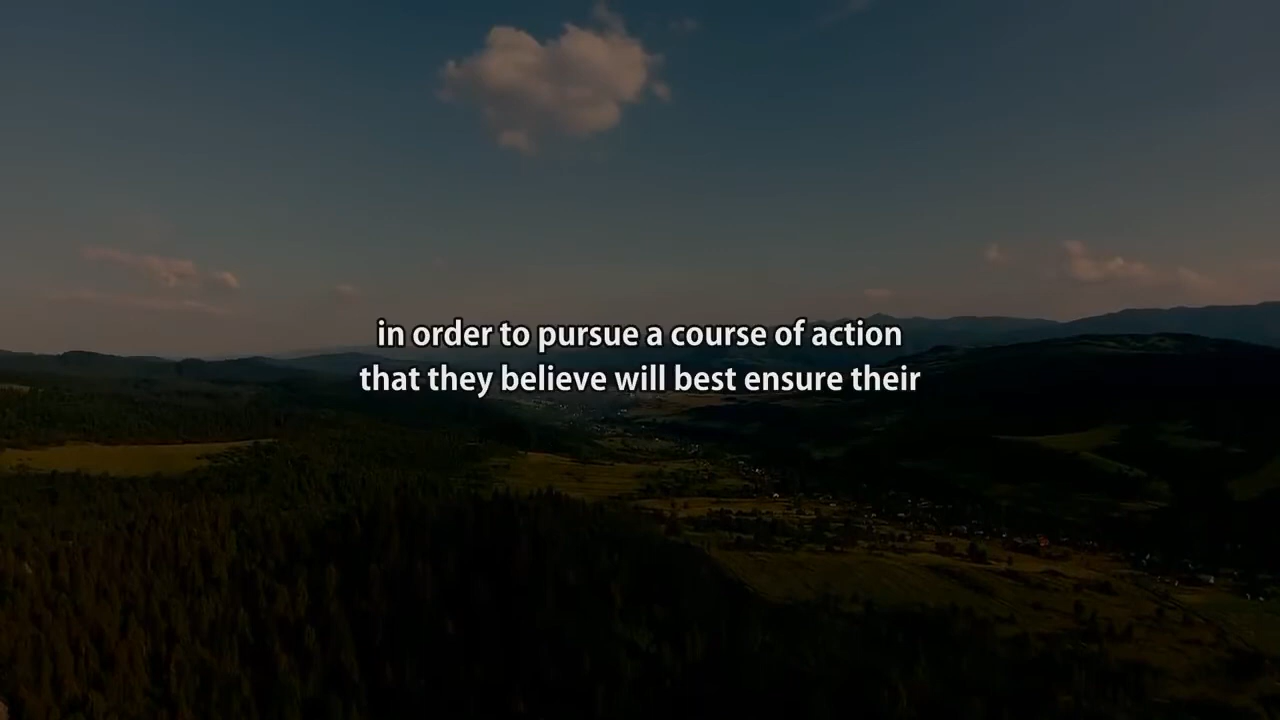 in order to pursue a course of action
that they believe will best ensure their